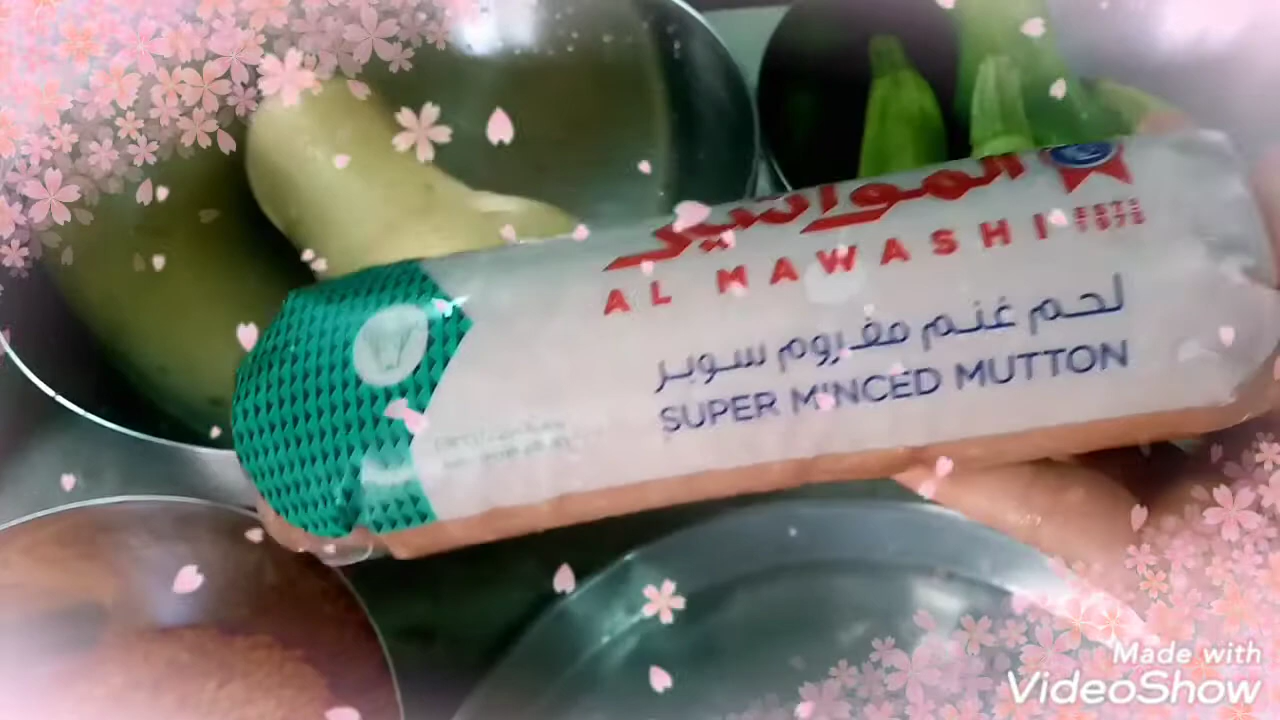 المواشي
AL MAWASHI
لحم غنم مفروم سوبر
SUPER MINCED MUTTON
Made with
VideoShow